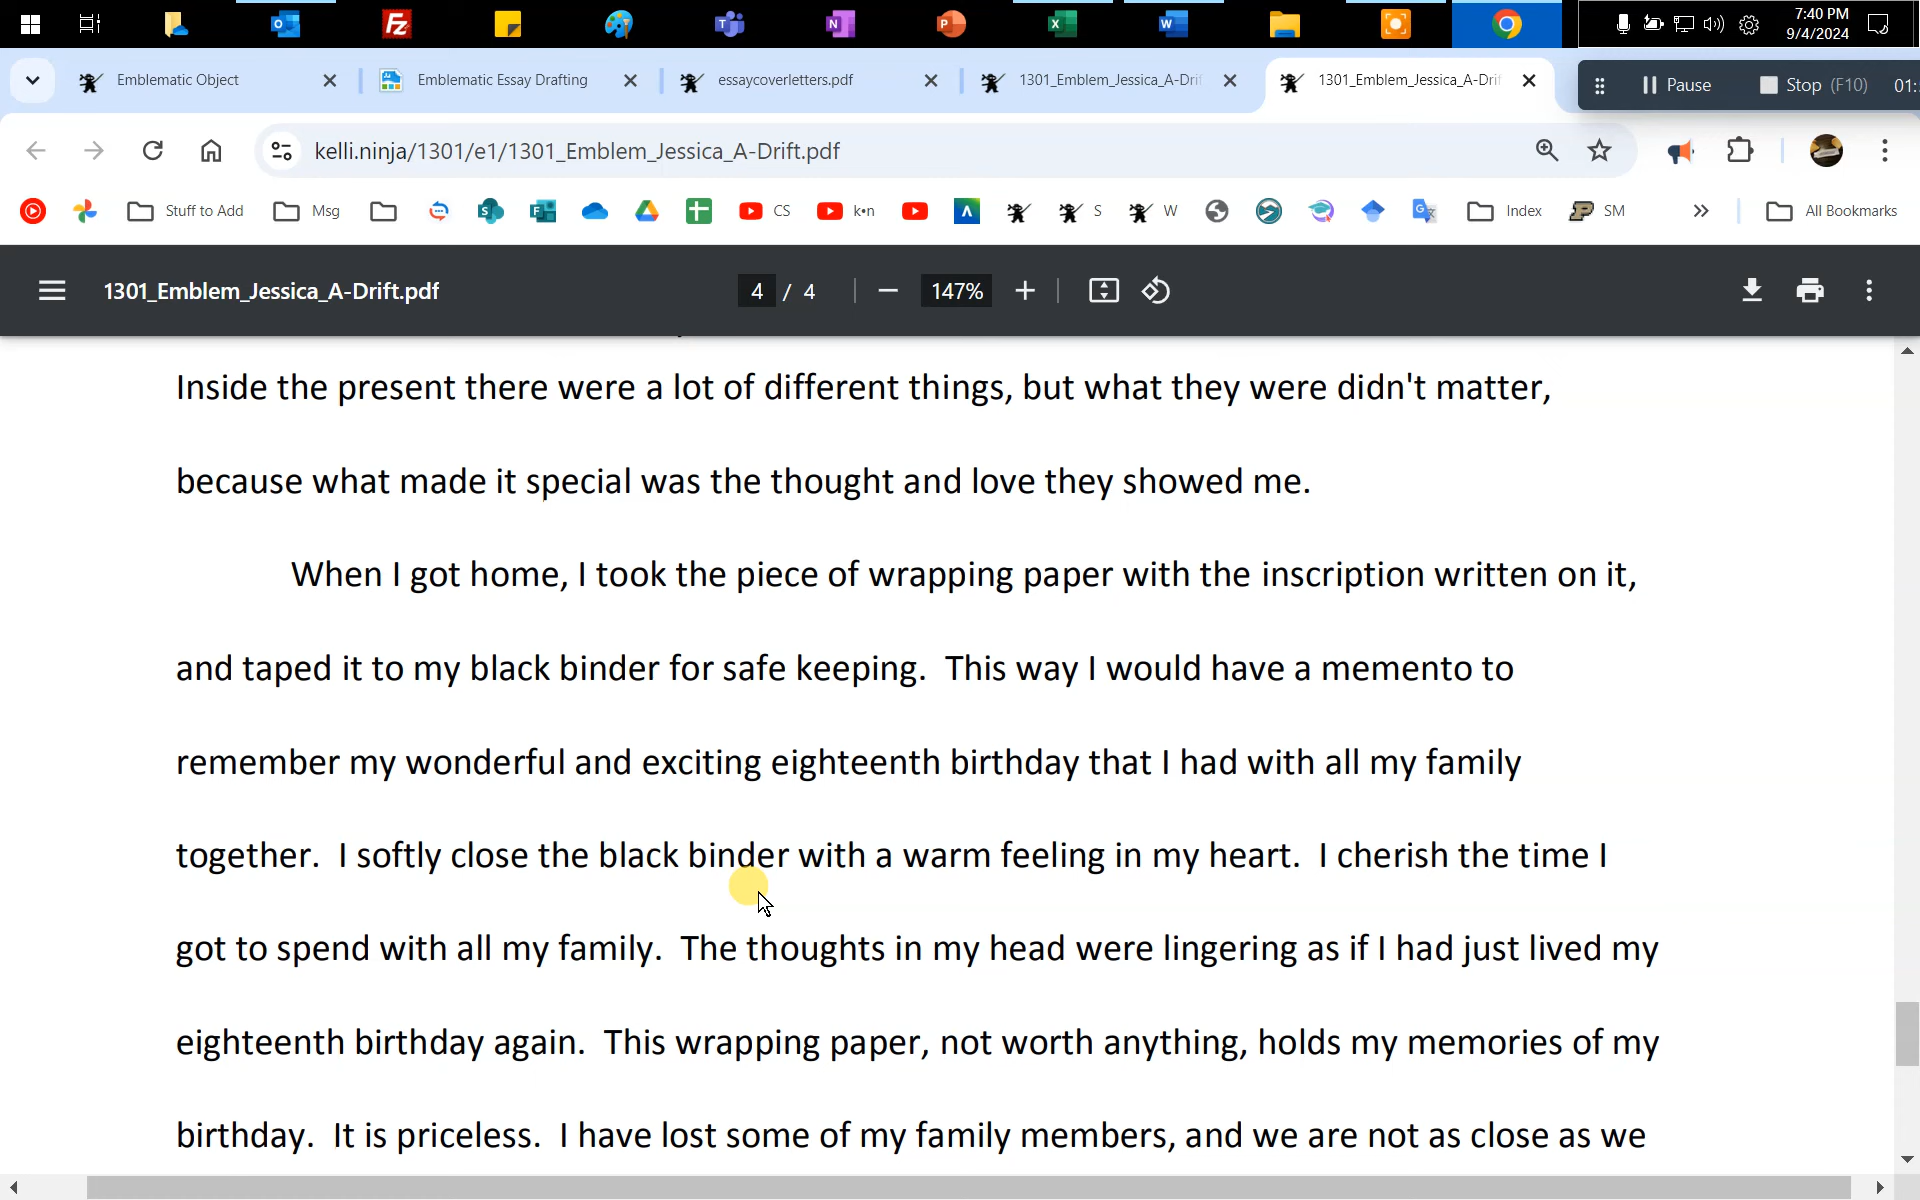 7:40 PM
9/4/2024
Emblematic Object
Emblematic Essay Drafting
essaycoverletters.pdf
1301_Emblem_Jessica_A-Dri
1301_Emblem_Jessica_A-Drif
Pause
Stop (F10)
01:
kelli.ninja/1301/e1/1301_Emblem_Jessica_A-Drift.pdf
Stuff to Add
Msg
CS
k•n
S
W
Index
SM
All Bookmarks
1301_Emblem_Jessica_A-Drift.pdf
4 / 4
147%
Inside the present there were a lot of different things, but what they were didn't matter,
because what made it special was the thought and love they showed me.
When I got home, I took the piece of wrapping paper with the inscription written on it,
and taped it to my black binder for safe keeping.  This way I would have a memento to
remember my wonderful and exciting eighteenth birthday that I had with all my family
together.  I softly close the black binder with a warm feeling in my heart.  I cherish the time I
got to spend with all my family.  The thoughts in my head were lingering as if I had just lived my
eighteenth birthday again.  This wrapping paper, not worth anything, holds my memories of my
birthday.  It is priceless.  I have lost some of my family members, and we are not as close as we